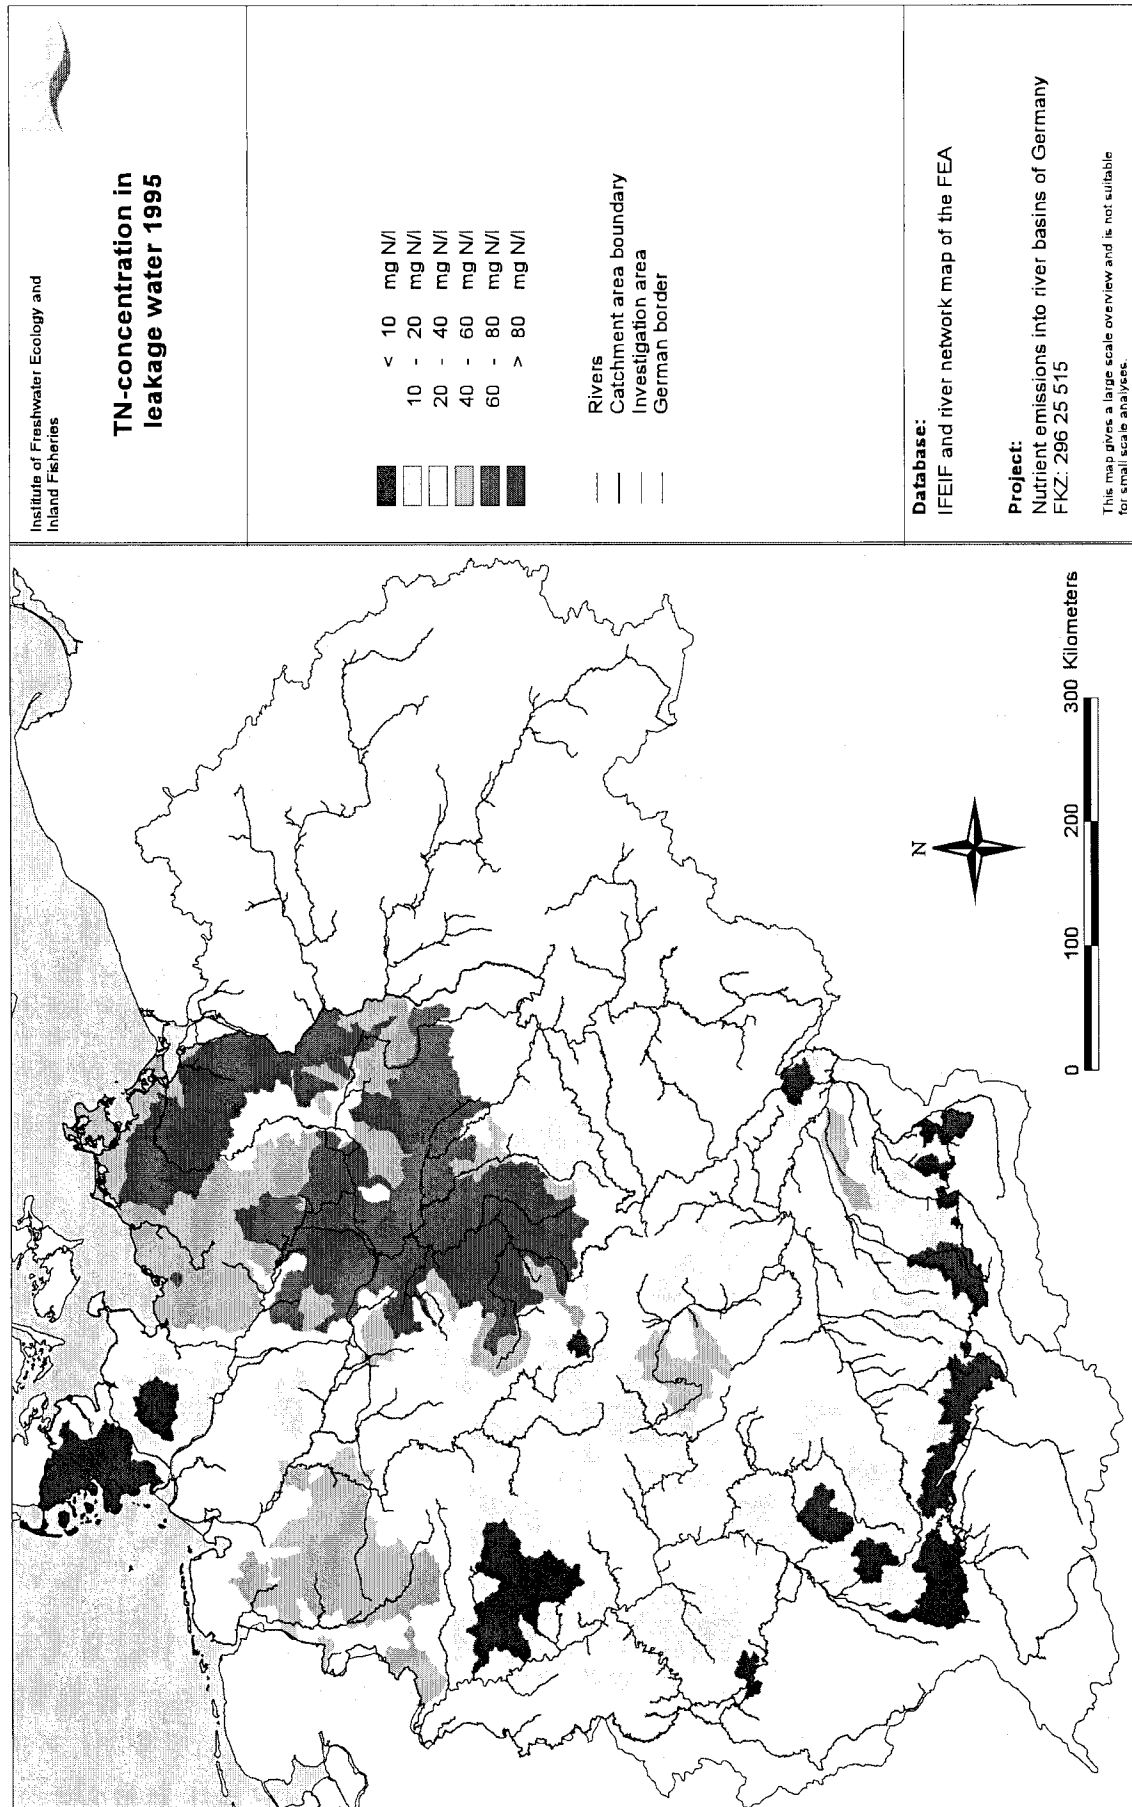 Institute of Freshwater Ecology and
Inland Fisheries
TN-concentration in
leakage water 1995
< 10 mg N/l
10 - 20 mg N/l
20 - 40 mg N/l
40 - 60 mg N/l
60 - 80 mg N/l
> 80 mg N/l
Rivers
Catchment area boundary
Investigation area
German border
Database:
IFEIF and river network map of the FEA
Project:
Nutrient emissions into river basins of Germany
FKZ: 296 25 515
This map gives a large scale overview and is not suitable
for small scale analyses.
N
0 100 200 300 Kilometers